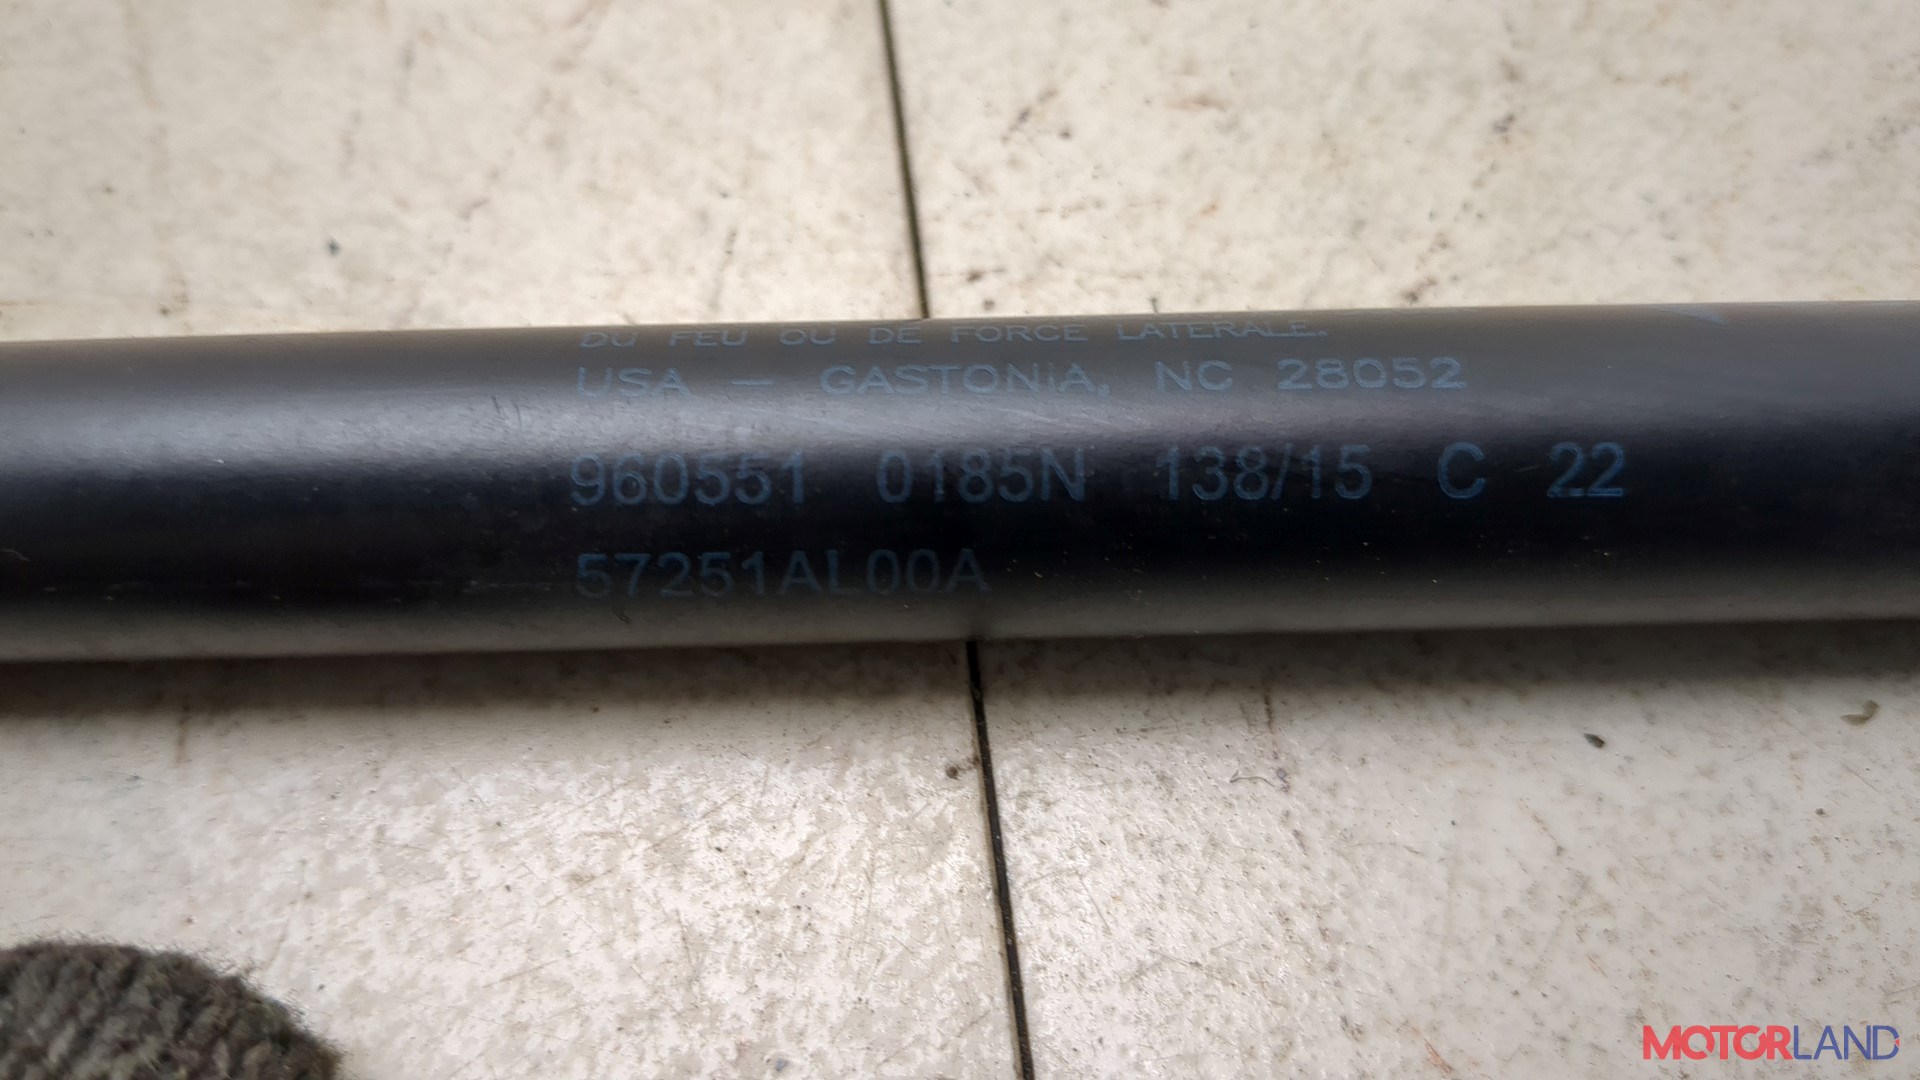 DU FEU OU DE FORCE LATERALE.
USA - GASTONIA, NC 28052
960551 0185N 138/15 C 22
57251AL00A
MOTORLAND